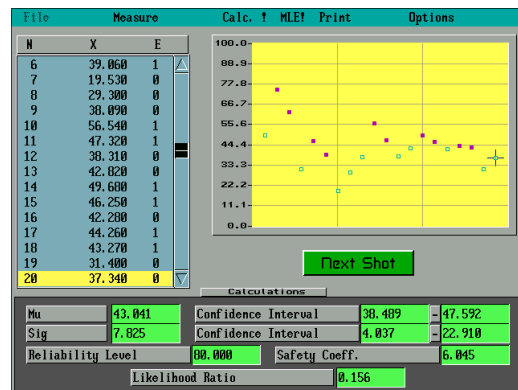 File Measure Calc. ! MLE! Print Options
N X E
6 39.060 1
7 19.530 0
8 29.300 0
9 38.090 0
10 56.540 1
11 47.320 1
12 38.310 0
13 42.820 0
14 49.680 1
15 46.250 1
16 42.280 0
17 44.260 1
18 43.270 1
19 31.400 0
20 37.340 0
100.0
88.9
77.8
66.7
55.6
44.4
33.3
22.2
11.1
0.0
Next Shot
Calculations
Mu 43.041 Confidence Interval 38.489 - 47.592
Sig 7.825 Confidence Interval 4.037 - 22.910
Reliability Level 80.000 Safety Coeff. 6.045
Likelihood Ratio 0.156